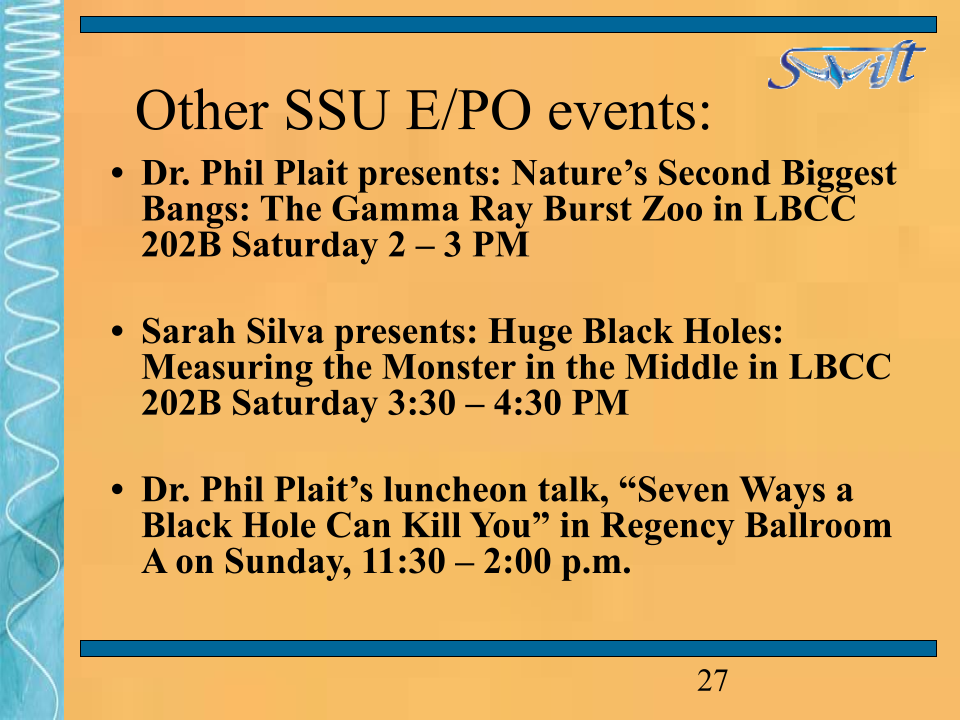 Swift
Other SSU E/PO events:
• Dr. Phil Plait presents: Nature’s Second Biggest
Bangs: The Gamma Ray Burst Zoo in LBCC
202B Saturday 2 – 3 PM
• Sarah Silva presents: Huge Black Holes:
Measuring the Monster in the Middle in LBCC
202B Saturday 3:30 – 4:30 PM
• Dr. Phil Plait’s luncheon talk, “Seven Ways a
Black Hole Can Kill You” in Regency Ballroom
A on Sunday, 11:30 – 2:00 p.m.
27